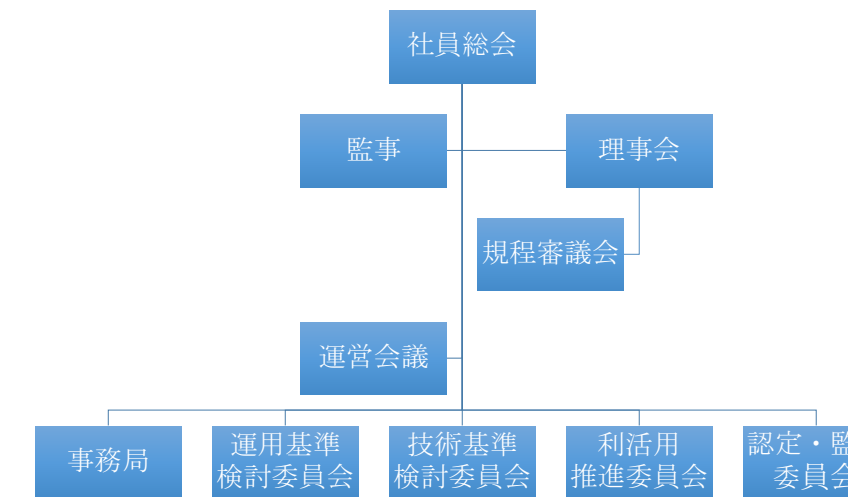 社員総会
監事
理事会
規程審議会
運営会議
事務局
運用基準
検討委員会
技術基準
検討委員会
利活用
推進委員会
認定・監
委員会